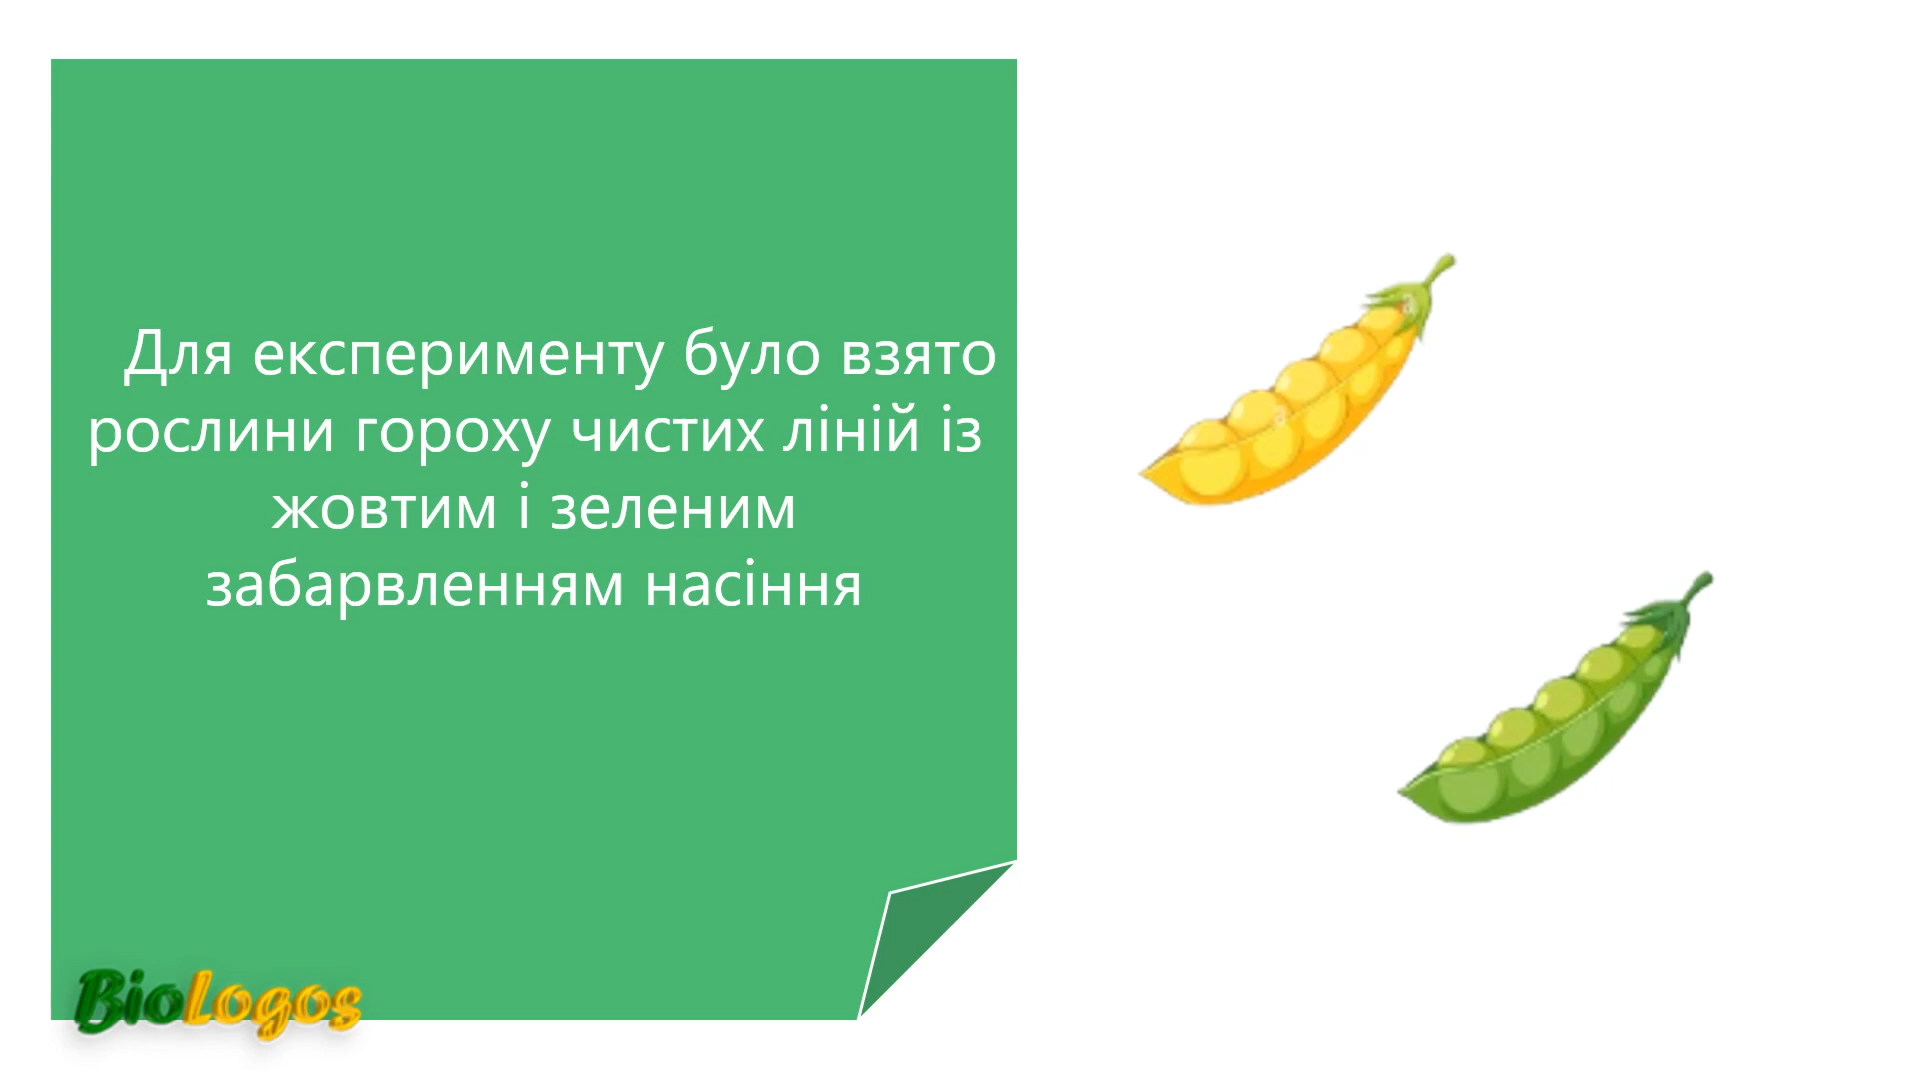 Для експерименту було взято
рослини гороху чистих ліній із
жовтим і зеленим
забарвленням насіння
BioLogos